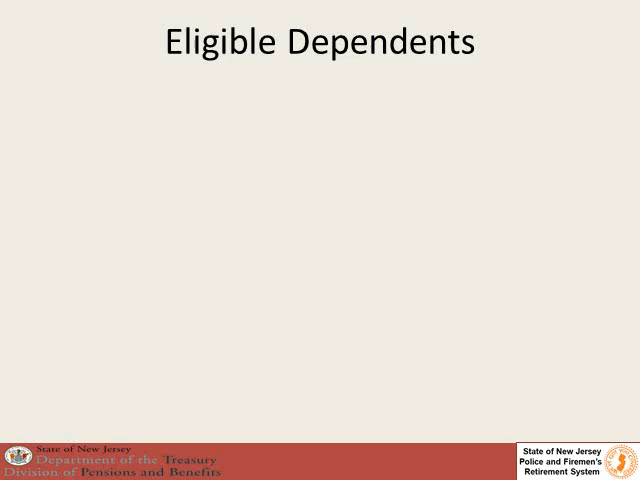 Eligible Dependents
State of New Jersey
Department of the Treasury
Division of Pensions and Benefits
State of New Jersey
Police and Firemen's
Retirement System